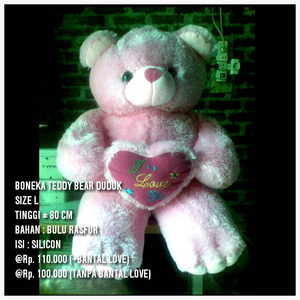 I
Love
BONEKA TEDDY BEAR DUDUK
SIZE L
TINGGI ± 80 CM
BAHAN : BULU RASFUR
ISI : SILICON
@Rp. 110.000 (+BANTAL LOVE)
@Rp. 100.000 (TANPA BANTAL LOVE)